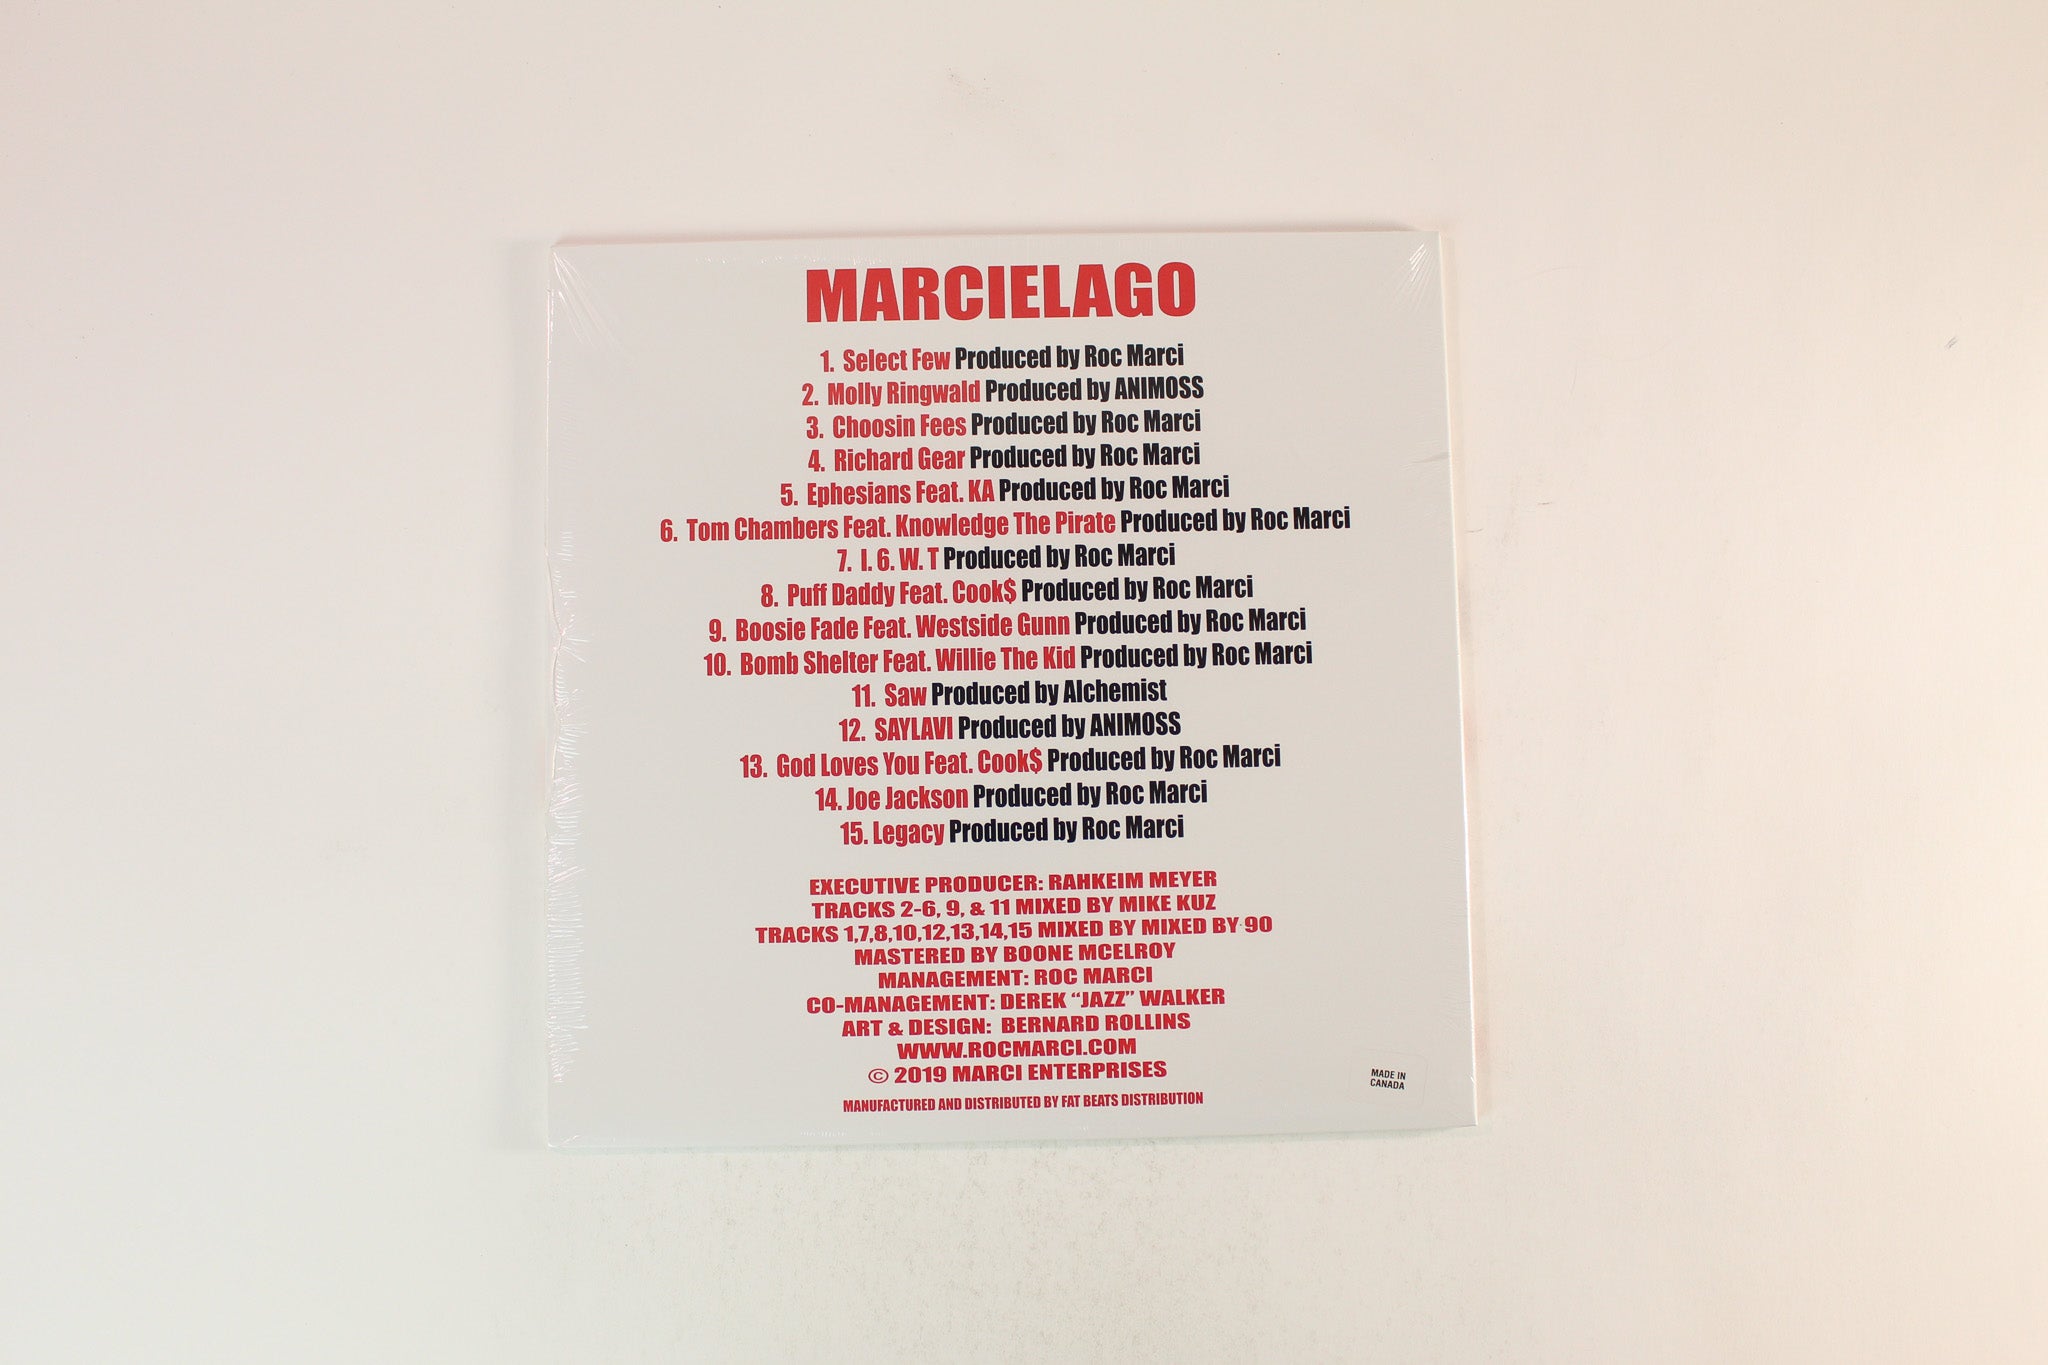 MARCIELAGO
1. Select Few Produced by Roc Marci
2. Molly Ringwald Produced by ANIMOSS
3. Choosin Fees Produced by Roc Marci
4. Richard Gear Produced by Roc Marci
5. Ephesians Feat. KA Produced by Roc Marci
6. Tom Chambers Feat. Knowledge The Pirate Produced by Roc Marci
7. I. 6. W. T Produced by Roc Marci
8. Puff Daddy Feat. Cook$ Produced by Roc Marci
9. Boosie Fade Feat. Westside Gunn Produced by Roc Marci
10. Bomb Shelter Feat. Willie The Kid Produced by Roc Marci
11. Saw Produced by Alchemist
12. SAYLAVI Produced by ANIMOSS
13. God Loves You Feat. Cook$ Produced by Roc Marci
14. Joe Jackson Produced by Roc Marci
15. Legacy Produced by Roc Marci
EXECUTIVE PRODUCER: RAHKEIM MEYER
TRACKS 2-6, 9, & 11 MIXED BY MIKE KUZ
TRACKS 1,7,8,10,12,13,14,15 MIXED BY MIXED BY 90
MASTERED BY BOONE MCELROY
MANAGEMENT: ROC MARCI
CO-MANAGEMENT: DEREK “JAZZ” WALKER
ART & DESIGN: BERNARD ROLLINS
WWW.ROCMARCI.COM
© 2019 MARCI ENTERPRISES
MANUFACTURED AND DISTRIBUTED BY FAT BEATS DISTRIBUTION
MADE IN
CANADA